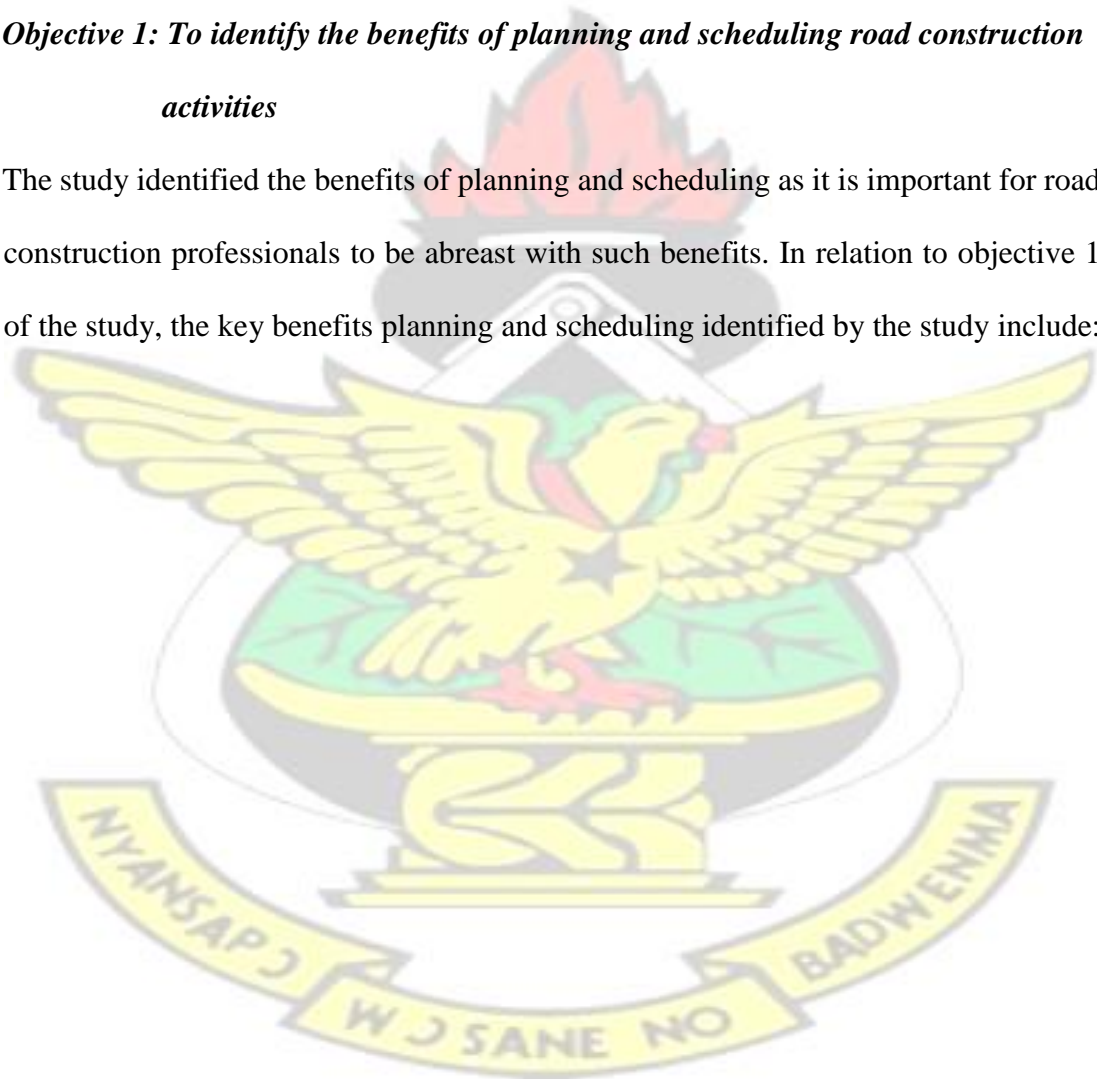 Objective 1: To identify the benefits of planning and scheduling road construction
activities
The study identified the benefits of planning and scheduling as it is important for road
construction professionals to be abreast with such benefits. In relation to objective 1
of the study, the key benefits planning and scheduling identified by the study include:
NYANSAPƆ
WƆSANE NO
BADWENMA